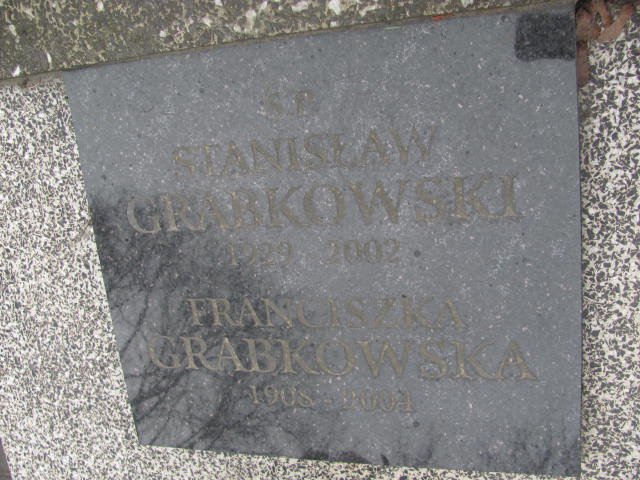 Ś.P.
STANISŁAW
GRABKOWSKI
1929 - 2002
FRANCISZKA
GRABKOWSKA
1908 - 2004